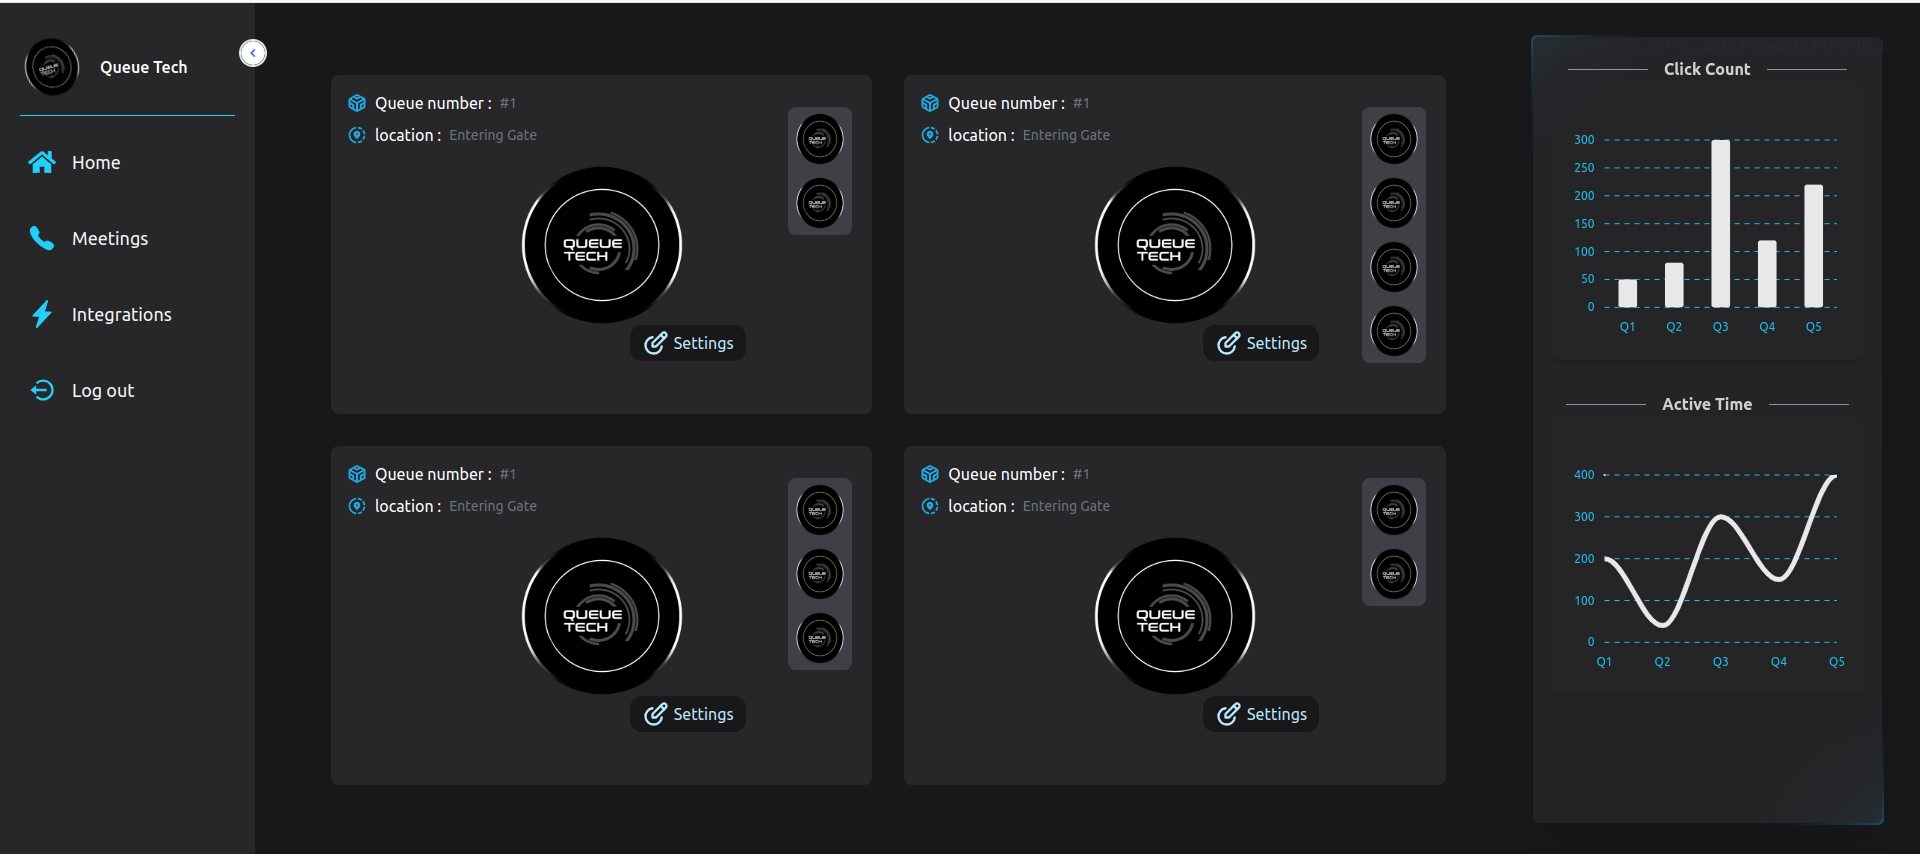 Queue Tech
Home
Meetings
Integrations
Log out
Queue number : #1
location : Entering Gate
QUEUE
TECH
Settings
Queue number : #1
location : Entering Gate
QUEUE
TECH
Settings
Queue number : #1
location : Entering Gate
QUEUE
TECH
Settings
Queue number : #1
location : Entering Gate
QUEUE
TECH
Settings
Click Count
300
250
200
150
100
50
0
Q1 Q2 Q3 Q4 Q5
Active Time
400
300
200
100
0
Q1 Q2 Q3 Q4 Q5